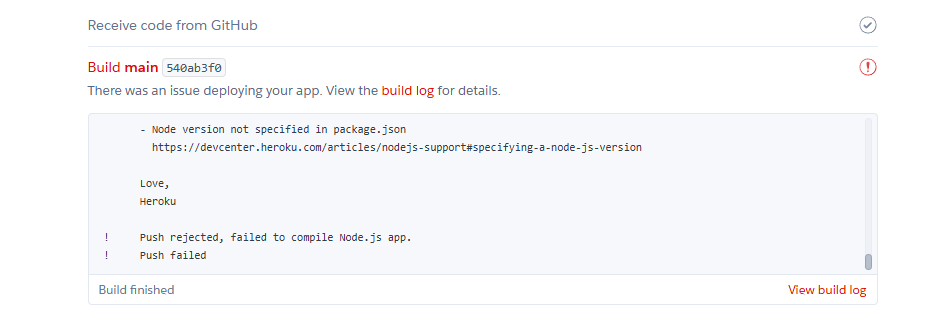 Receive code from GitHub
Build main 540ab3f0
There was an issue deploying your app. View the build log for details.
- Node version not specified in package.json
https://devcenter.heroku.com/articles/nodejs-support#specifying-a-node-js-version
Love,
Heroku
! Push rejected, failed to compile Node.js app.
! Push failed
Build finished
View build log